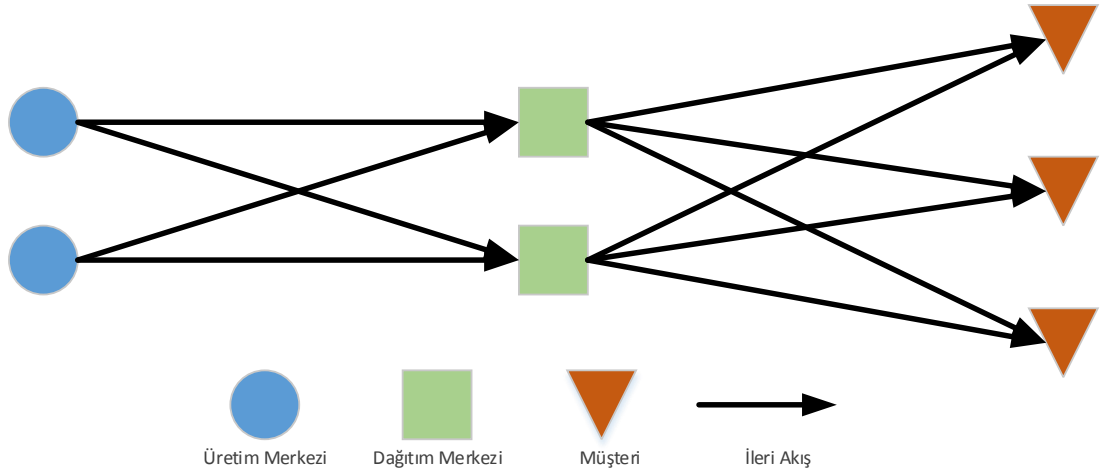 Üretim Merkezi
Dağıtım Merkezi
Müşteri
İleri Akış